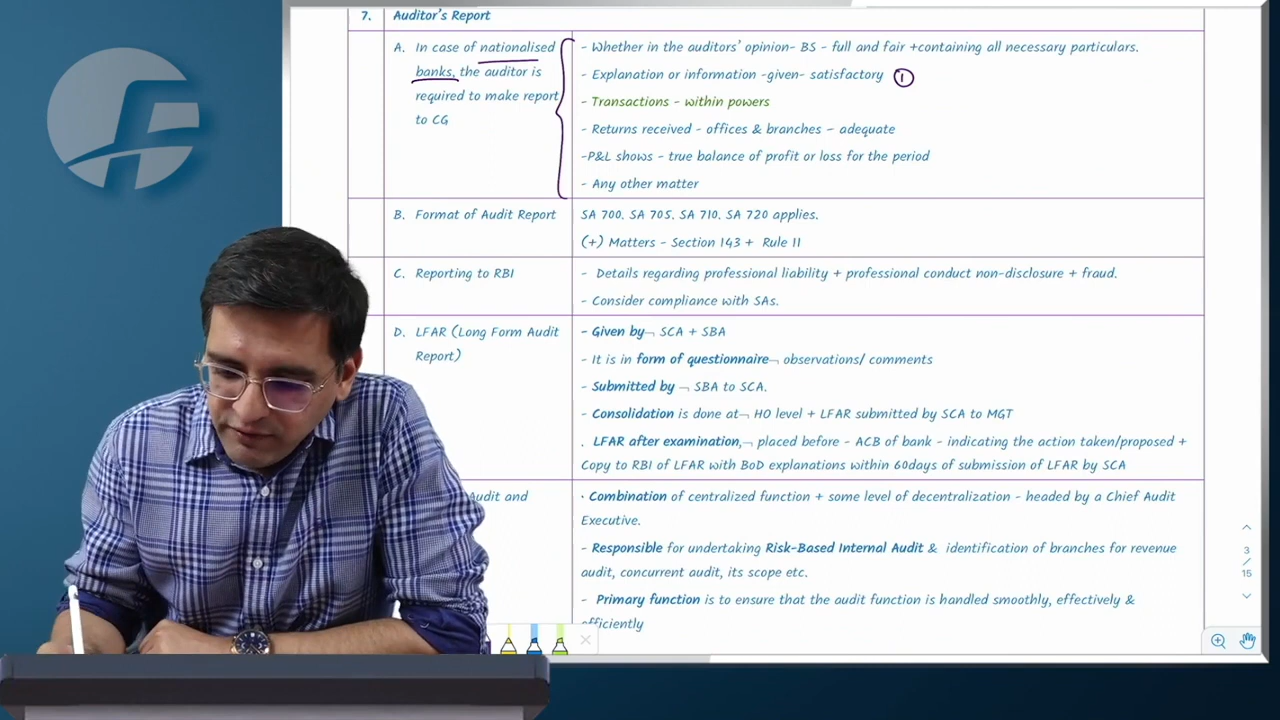 7. Auditor's Report
A. In case of nationalised
banks, the auditor is
required to make report
to CG
- Whether in the auditors' opinion- BS - full and fair +containing all necessary particulars.
- Explanation or information -given- satisfactory 1
- Transactions - within powers
- Returns received - offices & branches - adequate
-P&L shows - true balance of profit or loss for the period
- Any other matter
B. Format of Audit Report
SA 700. SA 705. SA 710. SA 720 applies.
(+) Matters - Section 143 + Rule 11
C. Reporting to RBI
- Details regarding professional liability + professional conduct non-disclosure + fraud.
- Consider compliance with SAs.
D. LFAR (Long Form Audit
Report)
- Given by¬ SCA + SBA
- It is in form of questionnaire¬ observations/ comments
- Submitted by ¬ SBA to SCA.
- Consolidation is done at¬ HO level + LFAR submitted by SCA to MGT
. LFAR after examination,¬ placed before - ACB of bank - indicating the action taken/proposed +
Copy to RBI of LFAR with BoD explanations within 60days of submission of LFAR by SCA
Audit and
· Combination of centralized function + some level of decentralization - headed by a Chief Audit
Executive.
- Responsible for undertaking Risk-Based Internal Audit & identification of branches for revenue
audit, concurrent audit, its scope etc.
- Primary function is to ensure that the audit function is handled smoothly, effectively &
efficiently
3
/
15